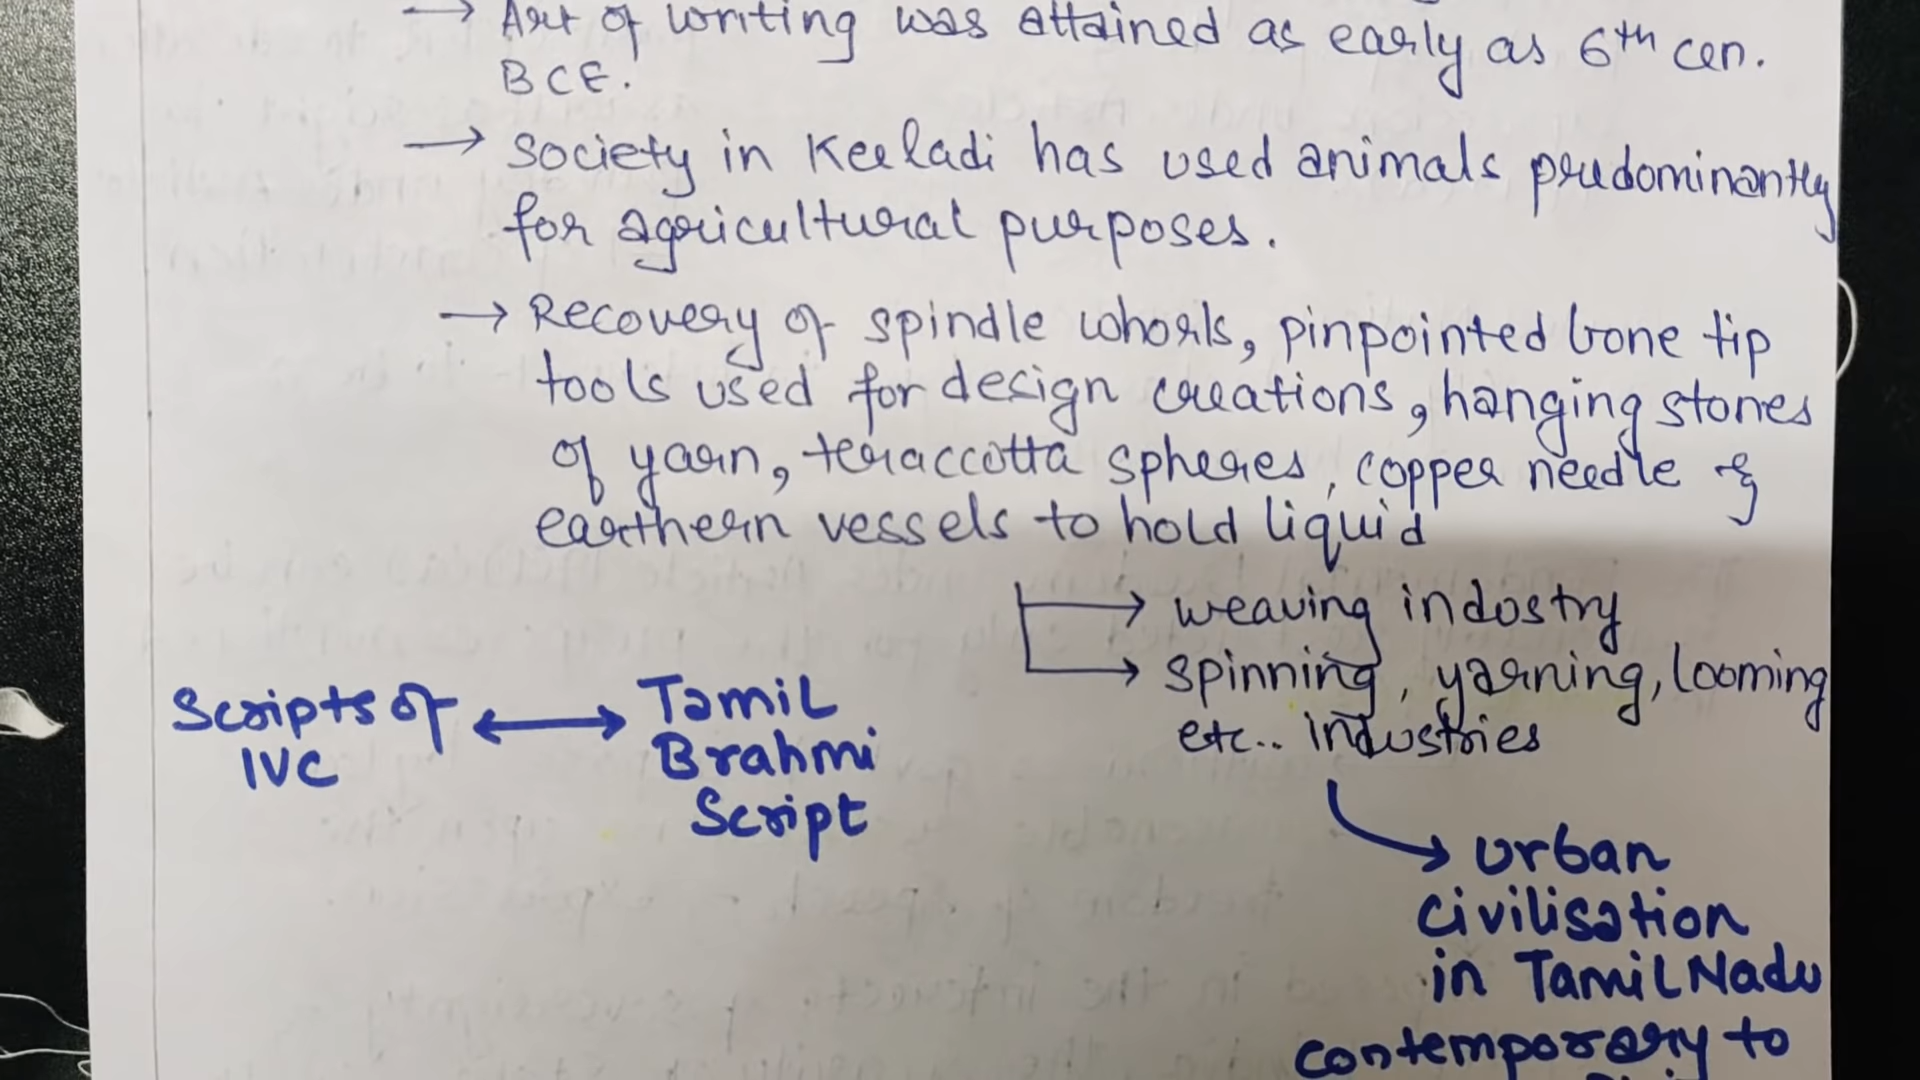 → Art of writing was attained as early as 6th cen.
BCE.
→ Society in Keeladi has used animals predominantly
for agricultural purposes.
→ Recovery of spindle whorls, pinpointed bone tip
tools used for design creations, hanging stones
of yarn, teraccotta spheres, copper needle &
earthern vessels to hold liquid
→ weaving industry
→ spinning, yarning, looming
etc.. industries
Scripts of ↔ Tamil
IVC Brahmi
Script
→ Urban
civilisation
in Tamil Nadu
contemporary to